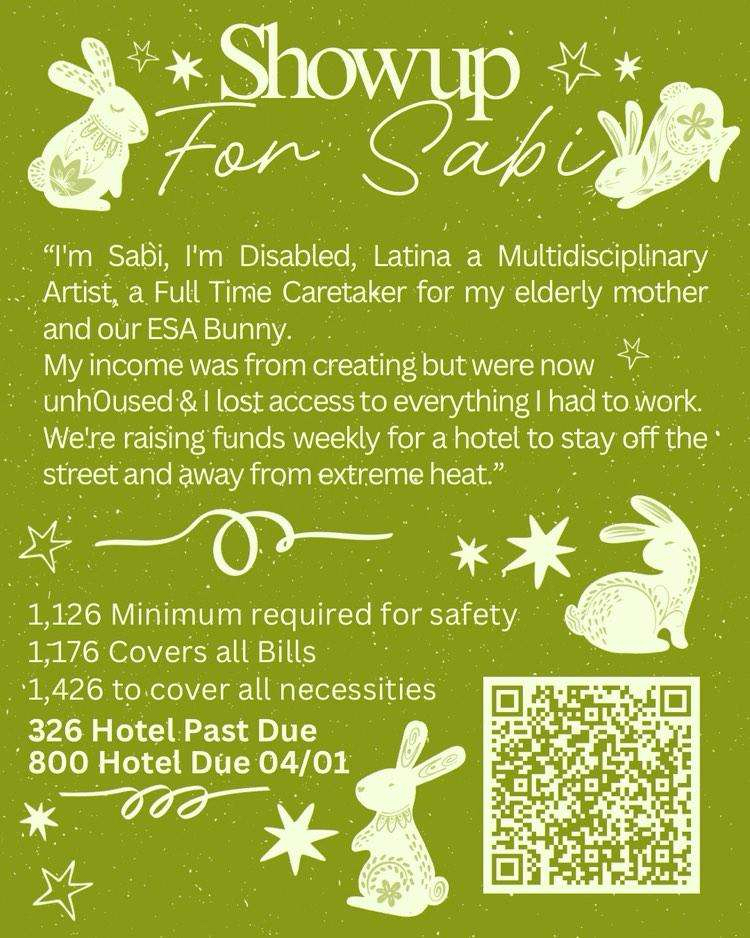 Showup
For Sabi
“I'm Sabi, I'm Disabled, Latina a Multidisciplinary
Artist, a Full Time Caretaker for my elderly mother
and our ESA Bunny.
My income was from creating but were now
unh0used & I lost access to everything I had to work.
We're raising funds weekly for a hotel to stay off the
street and away from extreme heat.”
1,126 Minimum required for safety
1,176 Covers all Bills
1,426 to cover all necessities
326 Hotel Past Due
800 Hotel Due 04/01